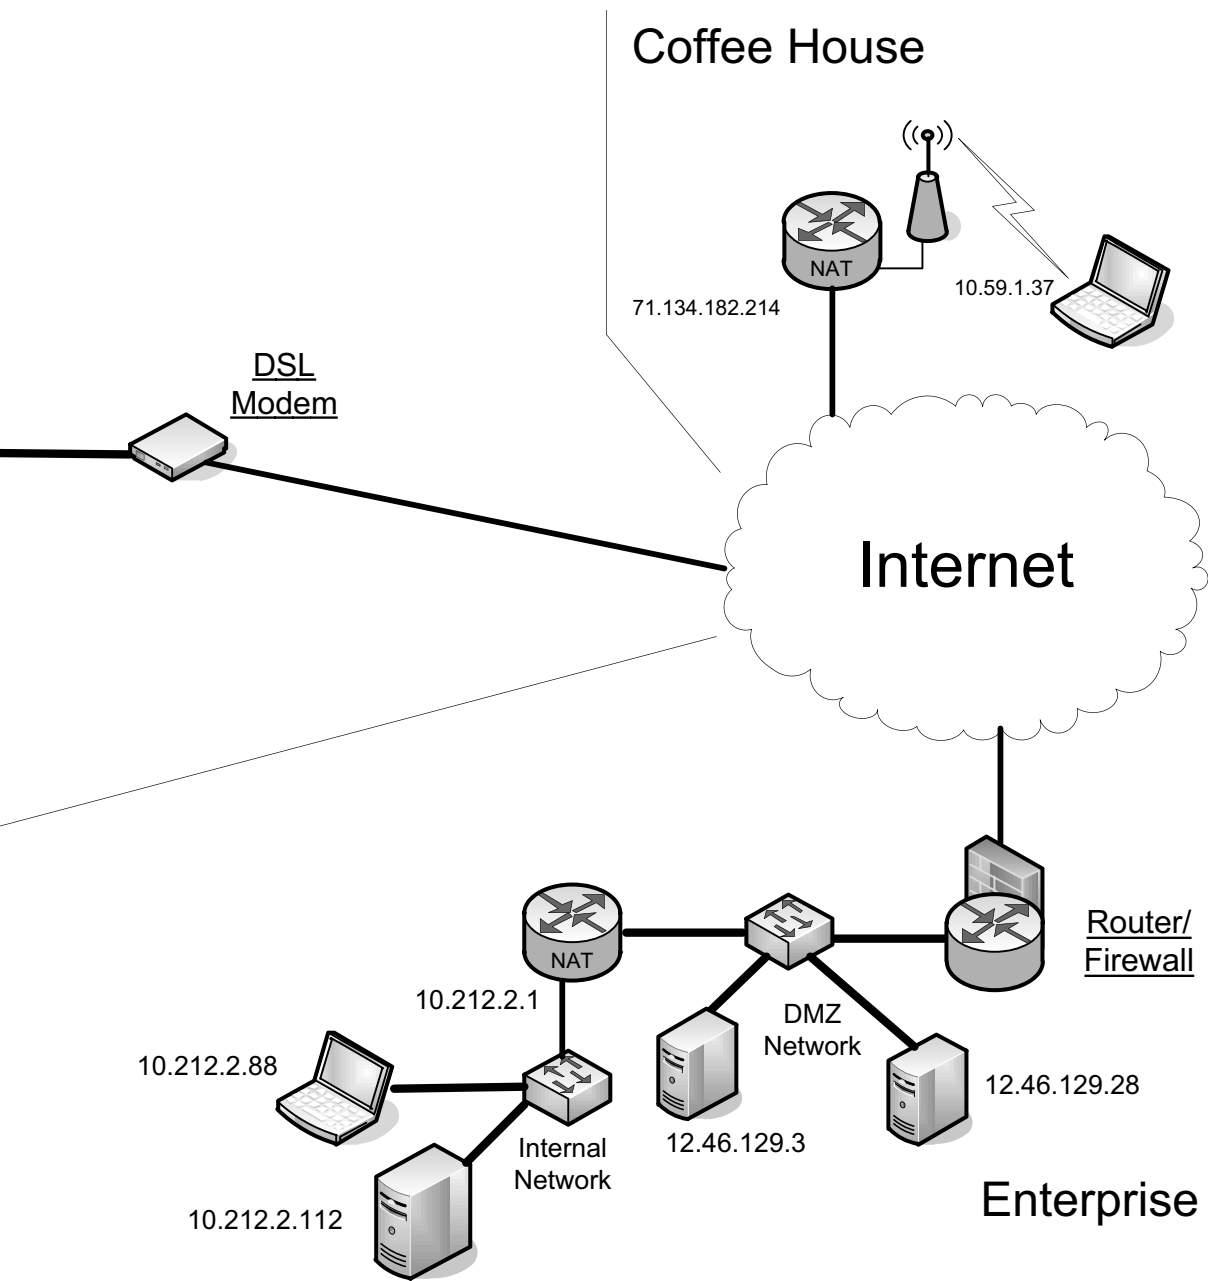 Coffee House
NAT
10.59.1.37
71.134.182.214
DSL
Modem
Internet
Router/
Firewall
NAT
10.212.2.1
DMZ
Network
10.212.2.88
12.46.129.28
12.46.129.3
Internal
Network
10.212.2.112
Enterprise